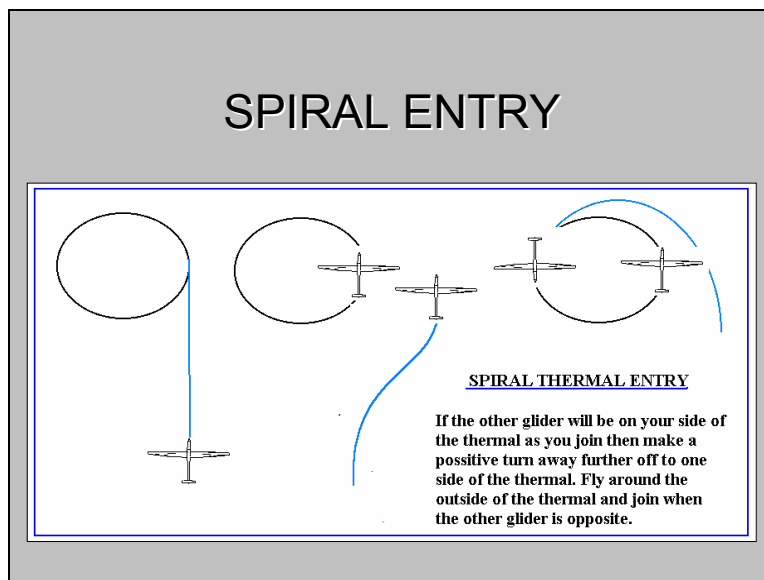 SPIRAL ENTRY
SPIRAL THERMAL ENTRY
If the other glider will be on your side of
the thermal as you join then make a
possitive turn away further off to one
side of the thermal. Fly around the
outside of the thermal and join when
the other glider is opposite.